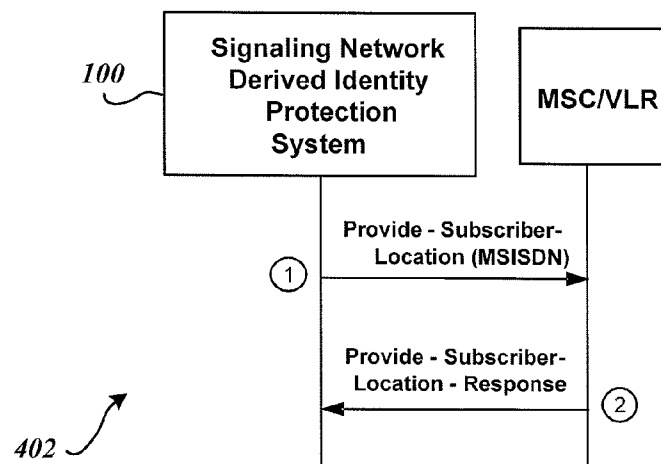 Signaling Network
Derived Identity
Protection
System
100
MSC/VLR
Provide - Subscriber-
Location (MSISDN)
1
Provide - Subscriber-
Location - Response
2
402